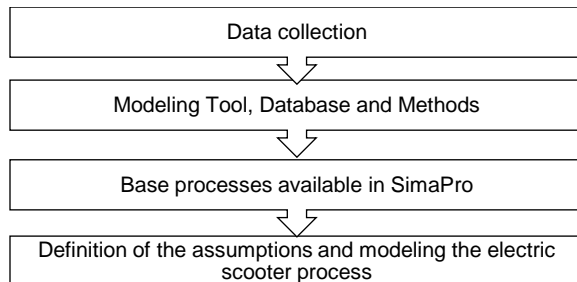 Data collection
Modeling Tool, Database and Methods
Base processes available in SimaPro
Definition of the assumptions and modeling the electric
scooter process